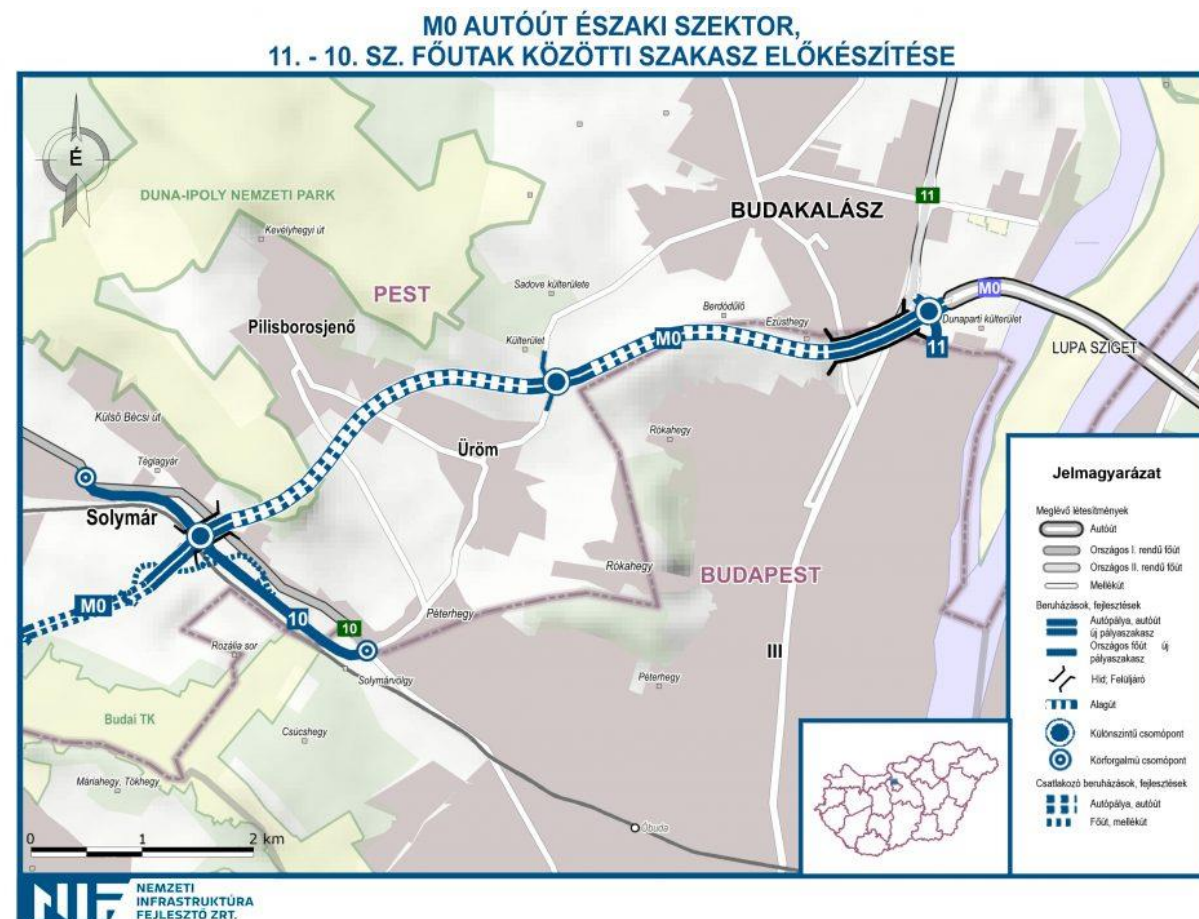 M0 AUTÓÚT ÉSZAKI SZEKTOR,
11. - 10. SZ. FŐUTAK KÖZÖTTI SZAKASZ ELŐKÉSZÍTÉSE
É
DUNA-IPOLY NEMZETI PARK
Kevélyhegyi út
11
BUDAKALÁSZ
PEST
Sadove külterülete
M0
Berdódűlő
Pilisborosjenő
Ezüsthegy
Dunaparti külterület
Külterület
M0
11
LUPA SZIGET
Külső Bécsi út
Rókahegy
Üröm
Téglagyár
Solymár
Rókahegy
BUDAPEST
M0
10
Péterhegy
10
Rozália sor
III
Solymárvölgy
Péterhegy
Budai TK
Csúcshegy
Máriahegy, Tökhegy
Óbuda
0 1 2 km
Jelmagyarázat
Meglévő létesítmények
Autóút
Országos I. rendű főút
Országos II. rendű főút
Mellékút
Beruházások, fejlesztések
Autópálya, autóút
új pályaszakasz
Országos főút új
pályaszakasz
Híd; Felüljáró
Alagút
Különszintű csomópont
Körforgalmú csomópont
Csatlakozó beruházások, fejlesztések
Autópálya, autóút
Főút, mellékút
NIF
NEMZETI
INFRASTRUKTÚRA
FEJLESZTŐ ZRT.